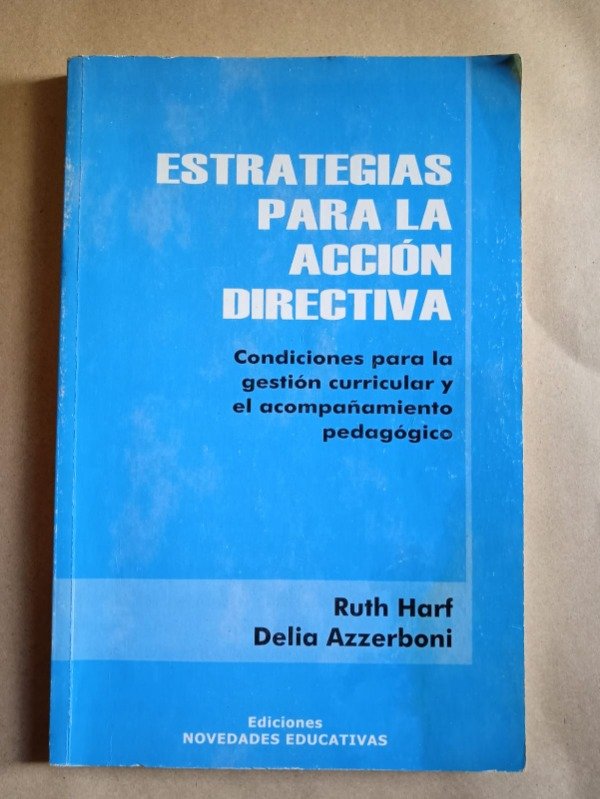 ESTRATEGIAS
PARA LA
ACCIÓN
DIRECTIVA
Condiciones para la
gestión curricular y
el acompañamiento
pedagógico
Ruth Harf
Delia Azzerboni
Ediciones
NOVEDADES EDUCATIVAS